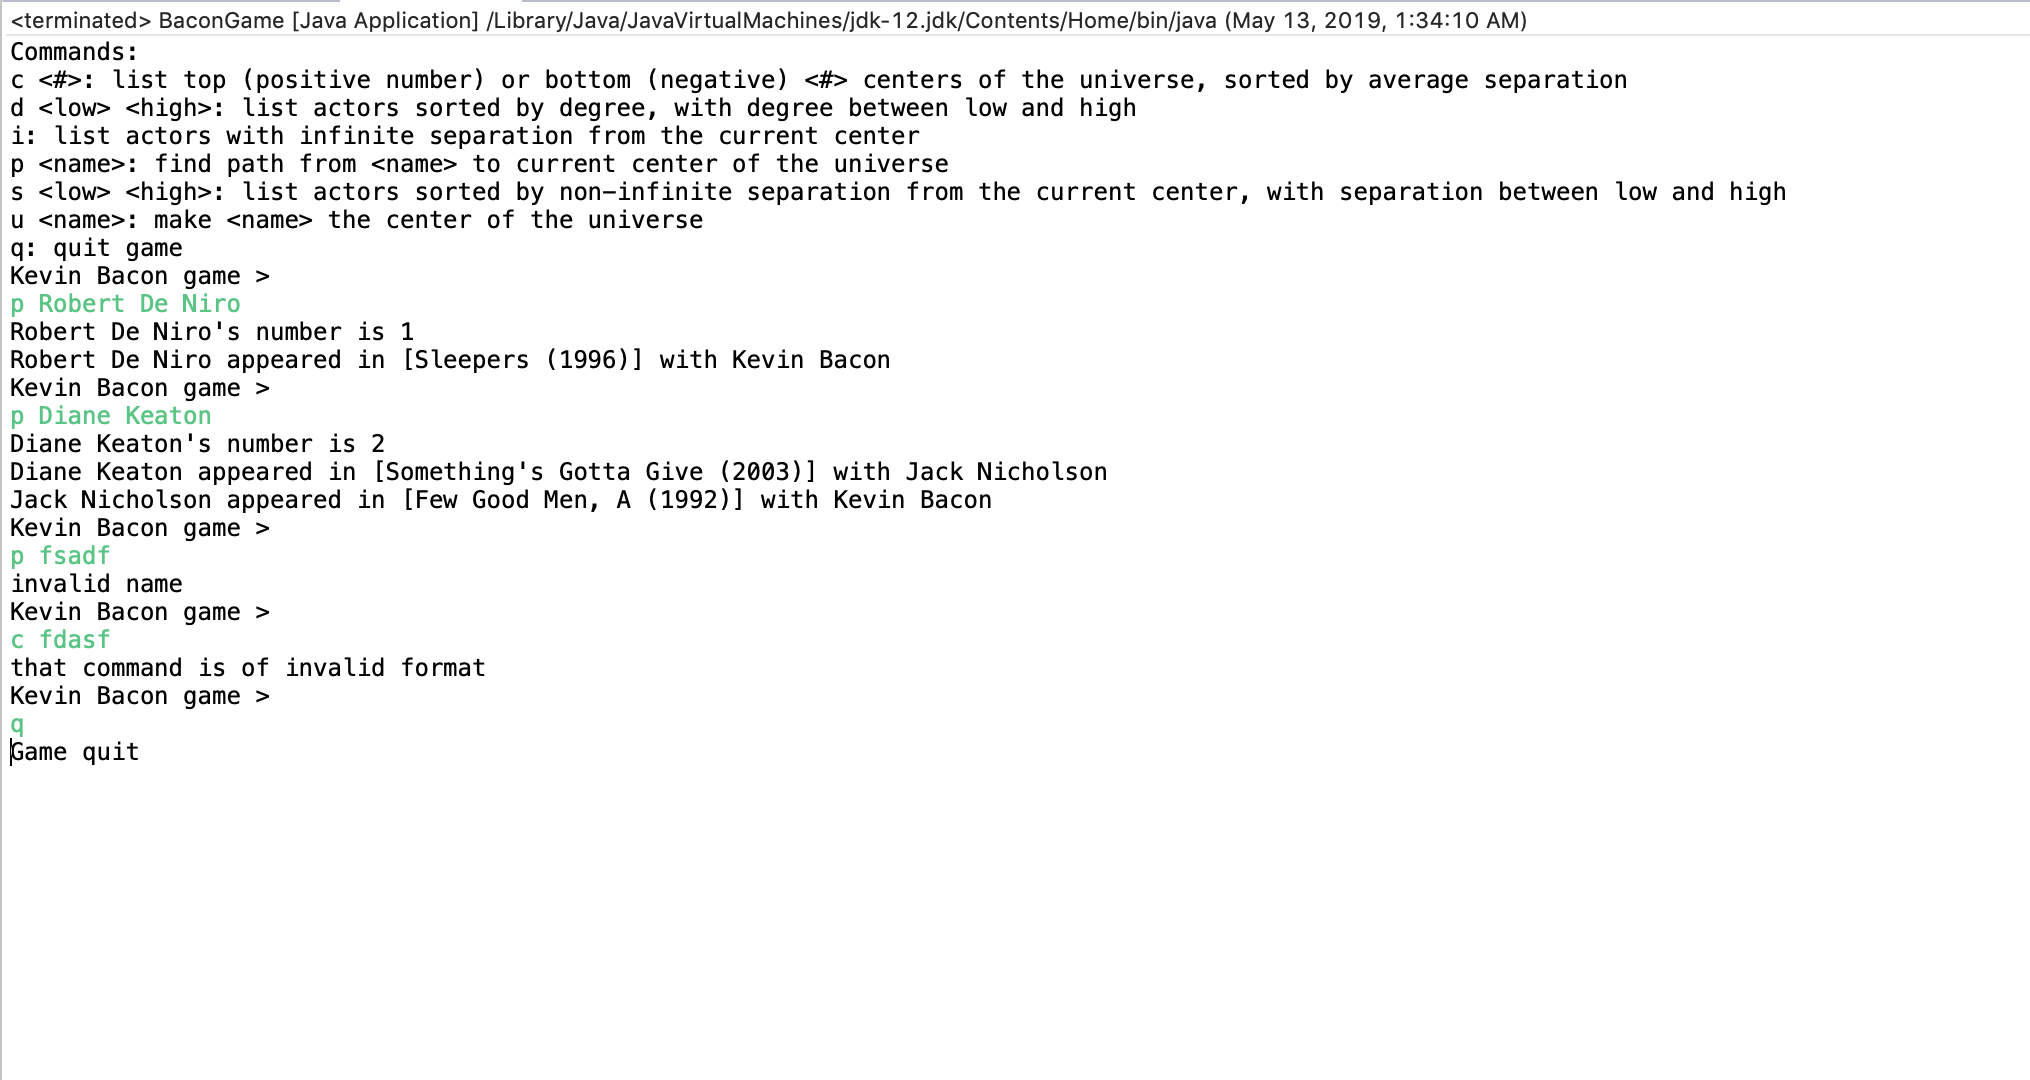 <terminated> BaconGame [Java Application] /Library/Java/JavaVirtualMachines/jdk-12.jdk/Contents/Home/bin/java (May 13, 2019, 1:34:10 AM)
Commands:
c <#>: list top (positive number) or bottom (negative) <#> centers of the universe, sorted by average separation
d <low> <high>: list actors sorted by degree, with degree between low and high
i: list actors with infinite separation from the current center
p <name>: find path from <name> to current center of the universe
s <low> <high>: list actors sorted by non-infinite separation from the current center, with separation between low and high
u <name>: make <name> the center of the universe
q: quit game
Kevin Bacon game >
p Robert De Niro
Robert De Niro's number is 1
Robert De Niro appeared in [Sleepers (1996)] with Kevin Bacon
Kevin Bacon game >
p Diane Keaton
Diane Keaton's number is 2
Diane Keaton appeared in [Something's Gotta Give (2003)] with Jack Nicholson
Jack Nicholson appeared in [Few Good Men, A (1992)] with Kevin Bacon
Kevin Bacon game >
p fsadf
invalid name
Kevin Bacon game >
c fdasf
that command is of invalid format
Kevin Bacon game >
q
Game quit